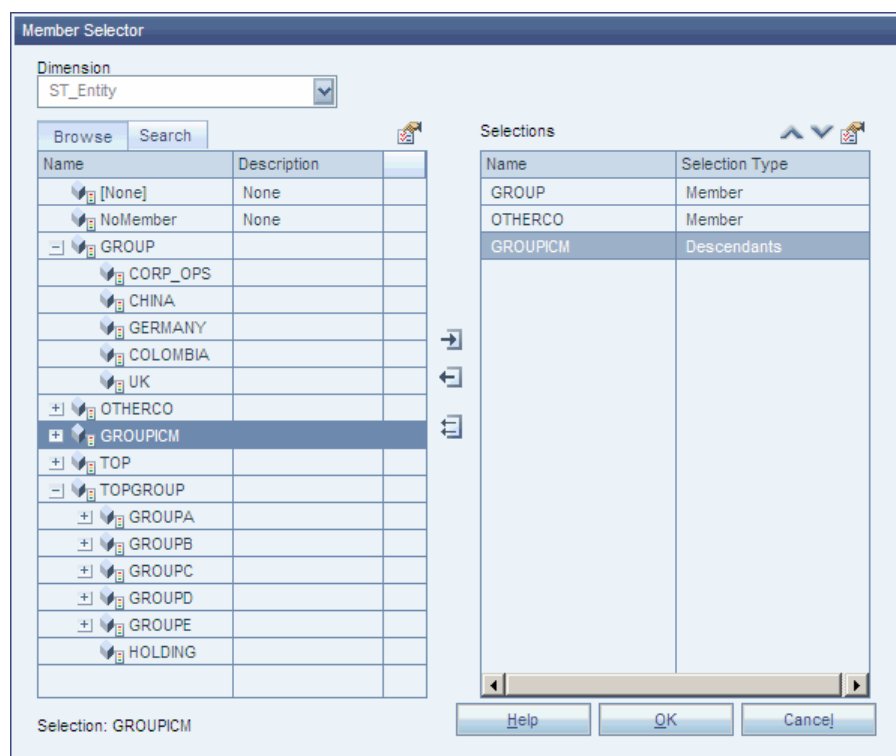 Member Selector
Dimension
ST_Entity
Browse Search
Name Description
[None] None
NoMember None
GROUP
CORP_OPS
CHINA
GERMANY
COLOMBIA
UK
OTHERCO
GROUPICM
TOP
TOPGROUP
GROUPA
GROUPB
GROUPC
GROUPD
GROUPE
HOLDING
Selection: GROUPICM
Selections
Name Selection Type
GROUP Member
OTHERCO Member
GROUPICM Descendants
Help OK Cancel